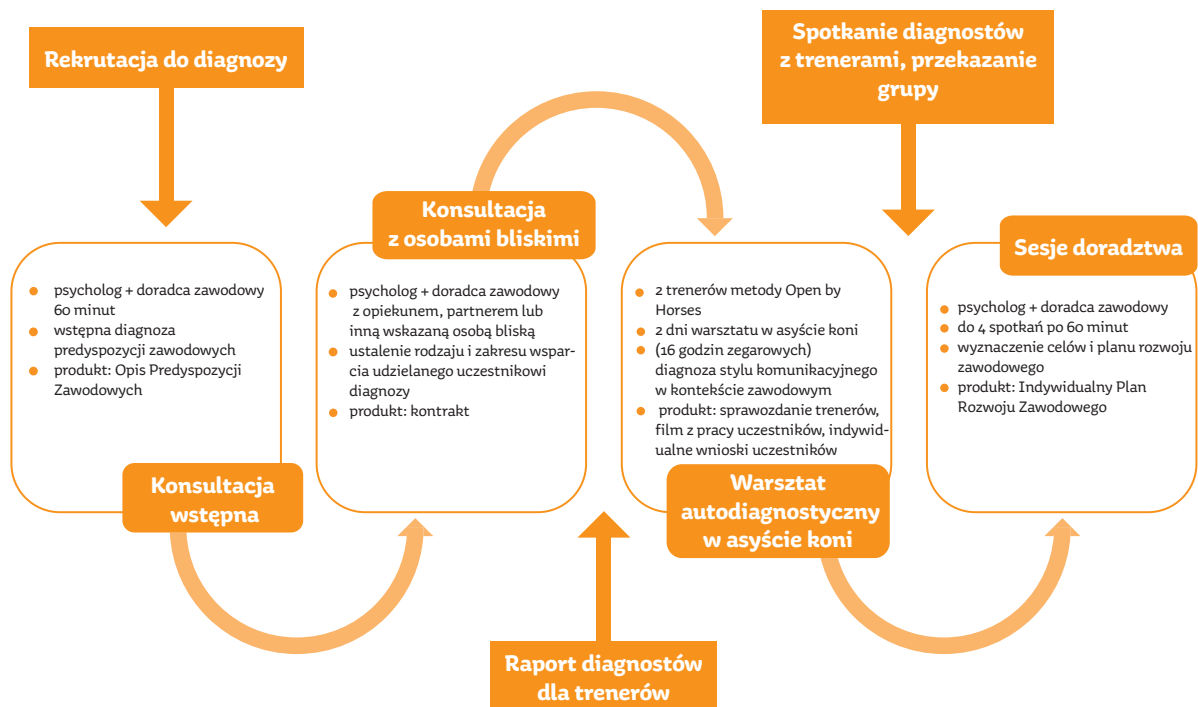 Rekrutacja do diagnozy
Spotkanie diagnostów
z trenerami, przekazanie
grupy
Konsultacja
z osobami bliskimi
Sesje doradztwa
psycholog + doradca zawodowy
60 minut
wstępna diagnoza
predyspozycji zawodowych
produkt: Opis Predyspozycji
Zawodowych
Konsultacja
wstępna
psycholog + doradca zawodowy
z opiekunem, partnerem lub
inną wskazaną osobą bliską
ustalenie rodzaju i zakresu wspar-
cia udzielanego uczestnikowi
diagnozy
produkt: kontrakt
2 trenerów metody Open by
Horses
2 dni warsztatu w asyście koni
(16 godzin zegarowych)
diagnoza stylu komunikacyjnego
w kontekście zawodowym
produkt: sprawozdanie trenerów,
film z pracy uczestników, indywid-
ualne wnioski uczestników
Warsztat
autodiagnostyczny
w asyście koni
psycholog + doradca zawodowy
do 4 spotkań po 60 minut
wyznaczenie celów i planu rozwoju
zawodowego
produkt: Indywidualny Plan
Rozwoju Zawodowego
Raport diagnostów
dla trenerów